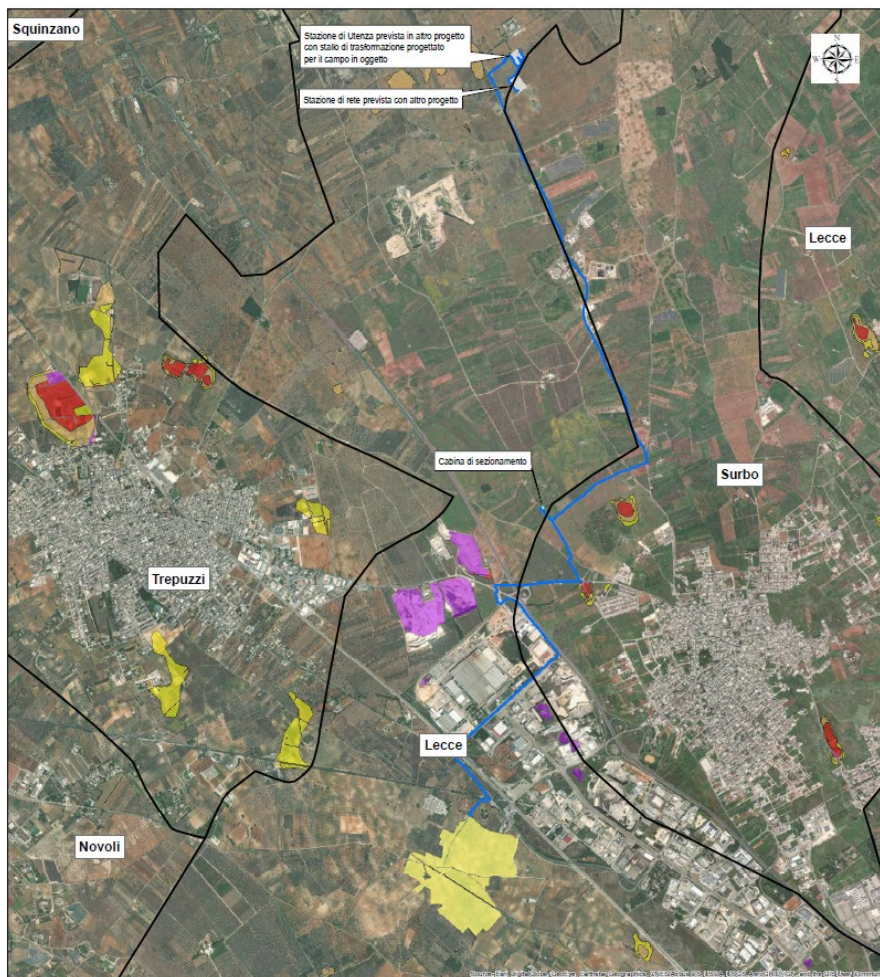 Squinzano
Stazione di Utenza prevista in altro progetto
con stallo di trasformazione progettato
per il campo in oggetto
N
W E
S
Stazione di rete prevista con altro progetto
Lecce
Cabina di sezionamento
Surbo
Trepuzzi
Lecce
Novoli